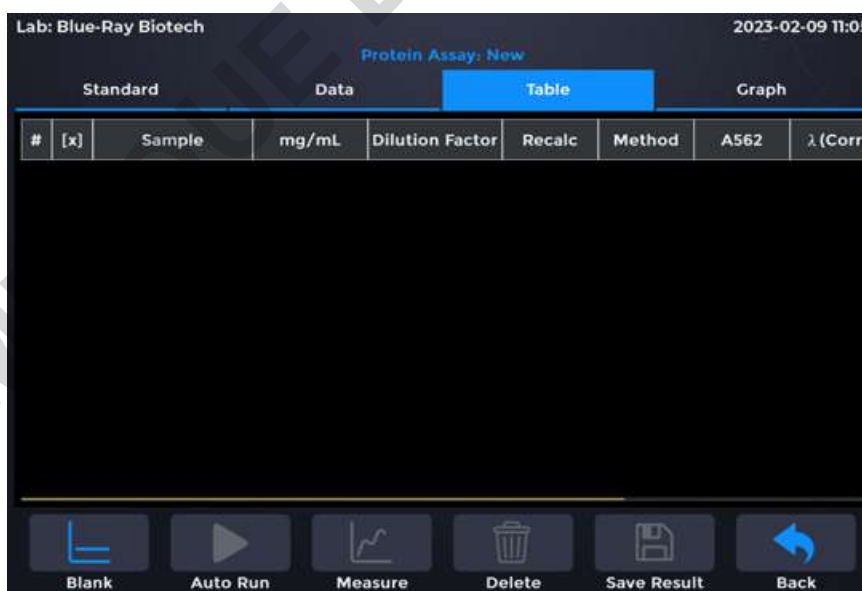 Lab: Blue-Ray Biotech 2023-02-09 11:05
Protein Assay: New
Standard Data Table Graph
# [x] Sample mg/mL Dilution Factor Recalc Method A562 λ (Corr
Blank Auto Run Measure Delete Save Result Back